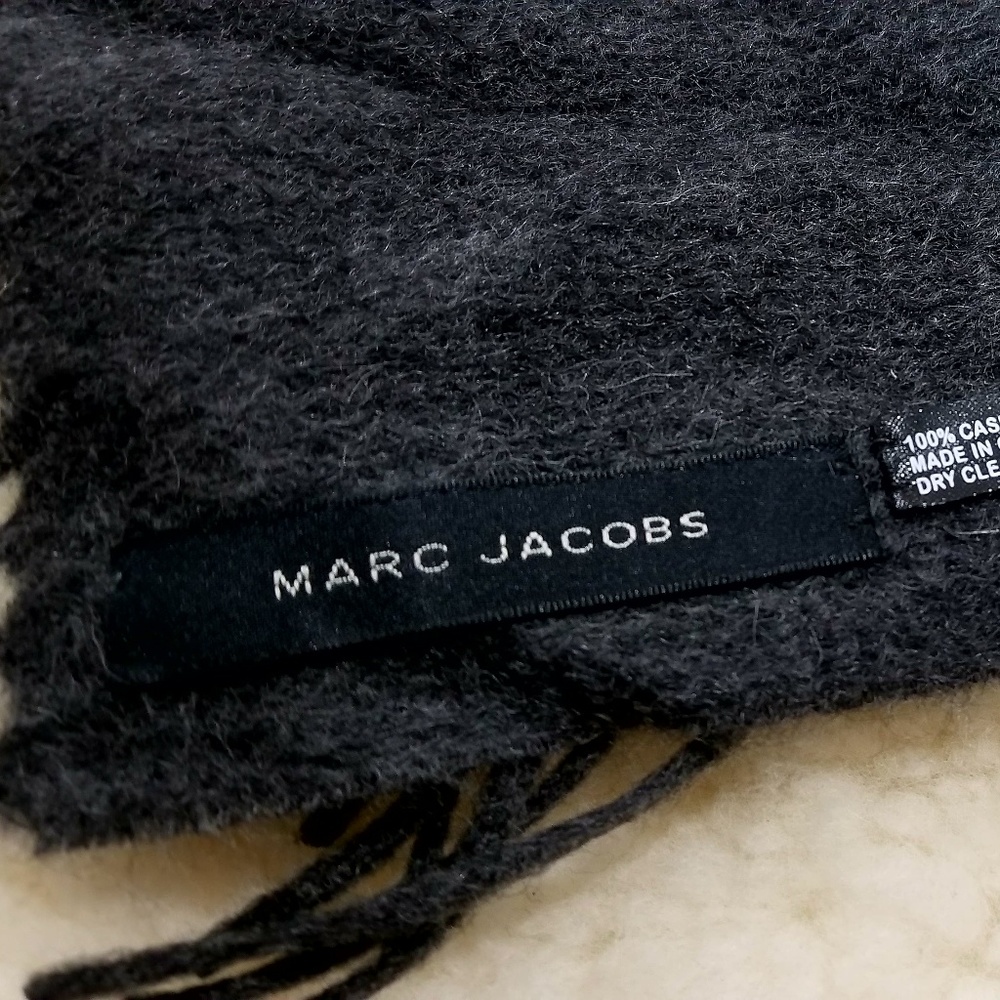 MARC JACOBS
100% CAS
MADE IN
DRY CLE